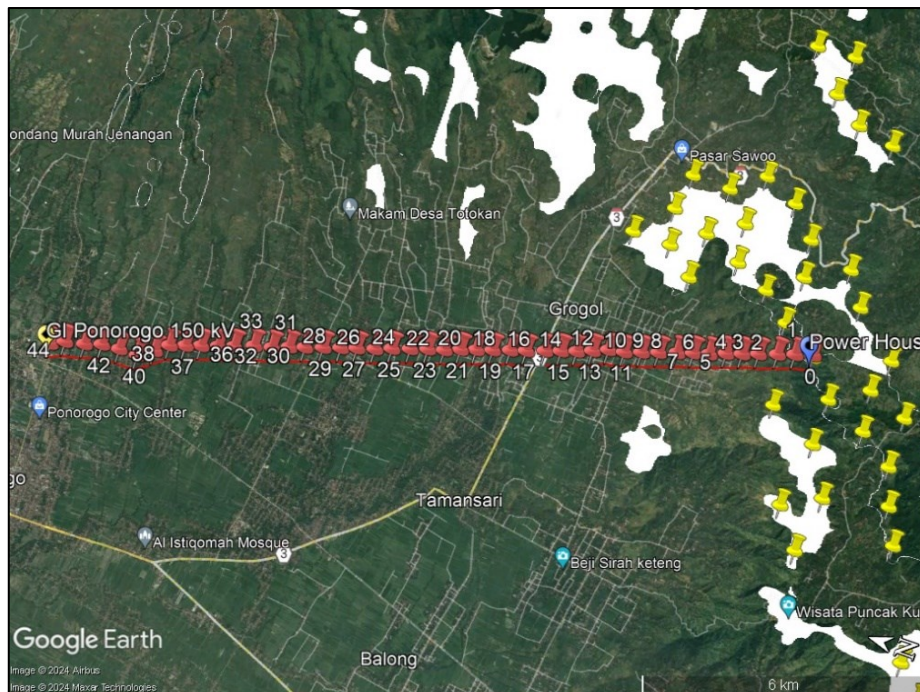 ondang Murah Jenangan
Pasar Sawoo
3
Makam Desa Totokan
3
Grogol
GI Ponorogo 150 kV
33
31
28
26
24
22
20
18
16
14
12
10
9
8
6
4
3
2
1
Power Hous
44
42
38
40
37
36
32
30
29
27
25
23
21
19
17
3
15
13
11
7
5
0
Ponorogo City Center
go
Tamansari
Al Istiqomah Mosque
3
Beji Sirah keteng
Wisata Puncak Ku
Google Earth
Balong
N
Image © 2024 Airbus
Image © 2024 Maxar Technologies
6 km